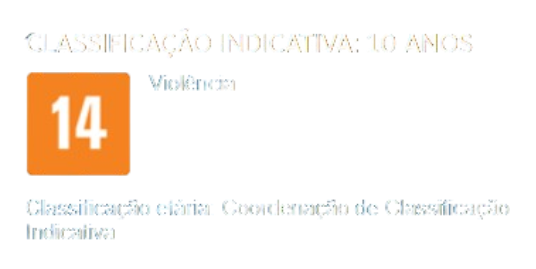 CLASSIFICAÇÃO INDICATIVA: 10 ANOS
14
Violência
Classificação etária Coordenação de Classificação
Indicativa